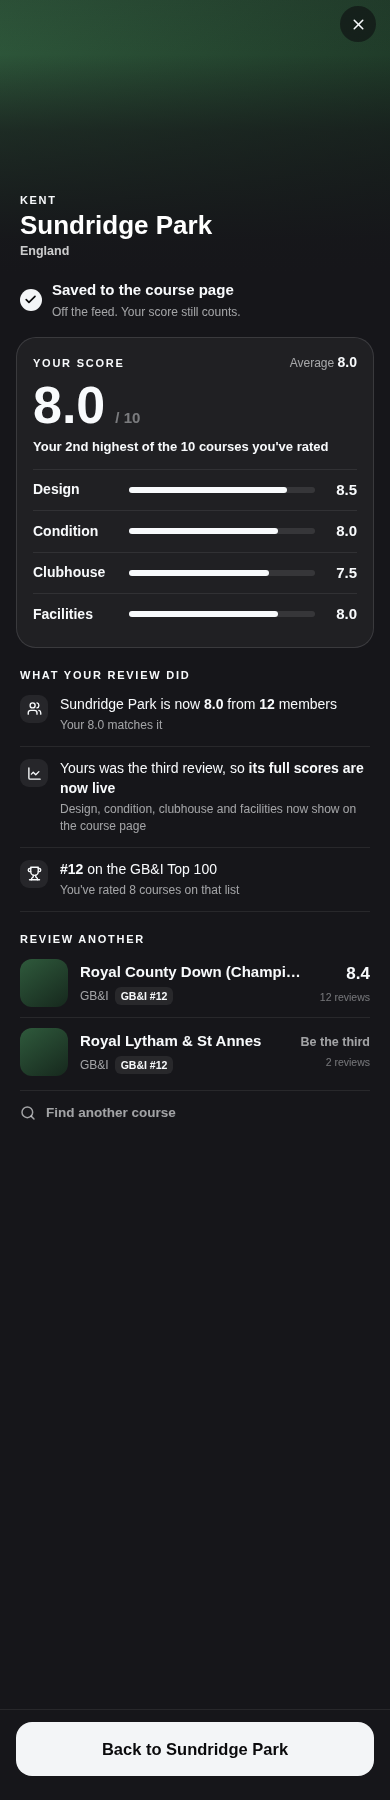 KENT
Sundridge Park
England
Saved to the course page
Off the feed. Your score still counts.
YOUR SCORE
Average 8.0
8.0 / 10
Your 2nd highest of the 10 courses you've rated
Design 8.5
Condition 8.0
Clubhouse 7.5
Facilities 8.0
WHAT YOUR REVIEW DID
Sundridge Park is now 8.0 from 12 members
Your 8.0 matches it
Yours was the third review, so its full scores are
now live
Design, condition, clubhouse and facilities now show on
the course page
#12 on the GB&I Top 100
You've rated 8 courses on that list
REVIEW ANOTHER
Royal County Down (Champi… 8.4
GB&I GB&I #12 12 reviews
Royal Lytham & St Annes Be the third
GB&I GB&I #12 2 reviews
Find another course
Back to Sundridge Park